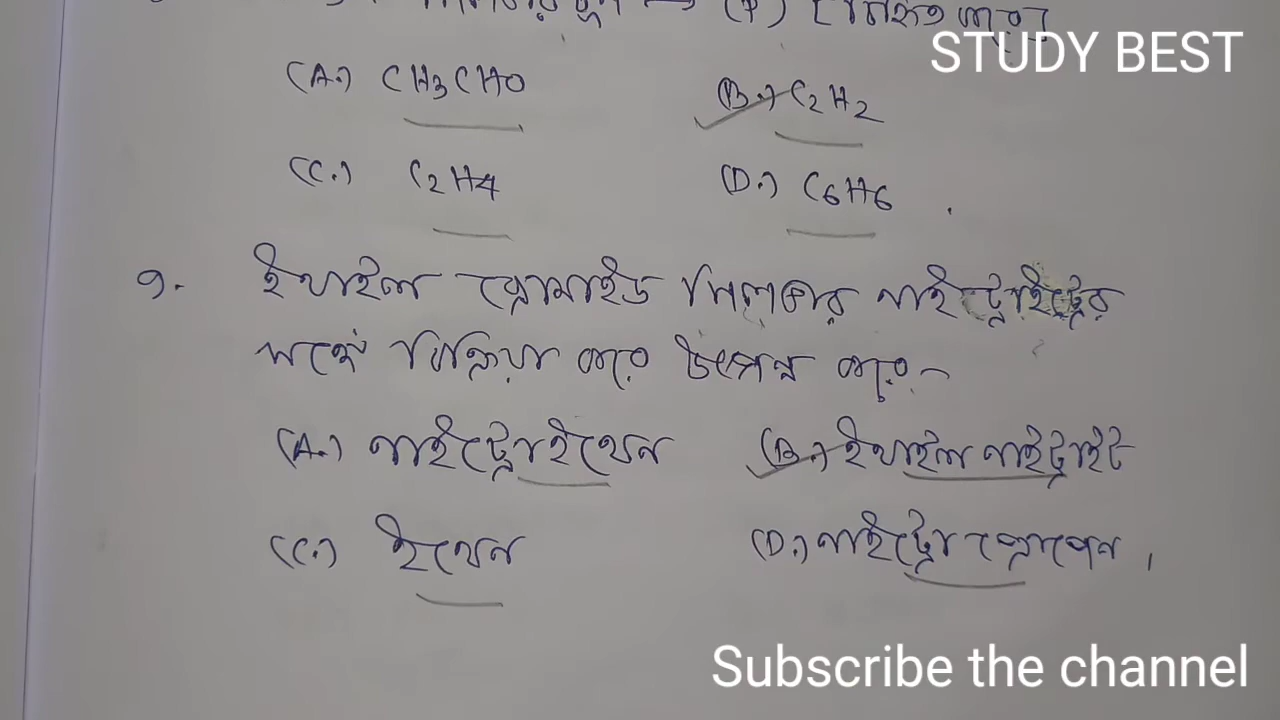 STUDY BEST
(A.) CH3CHO (B.) C2H2
(C.) C2H4 (D.) C6H6
৭. ইথাইল ব্রোমাইড সিলভার নাইট্রাইটের
সঙ্গে বিক্রিয়া করে উৎপন্ন করে-
(A.) নাইট্রোইথেন (B.) ইথাইল নাইট্রাইট
(C.) ইথেন (D.) নাইট্রো প্রোপেন,
Subscribe the channel